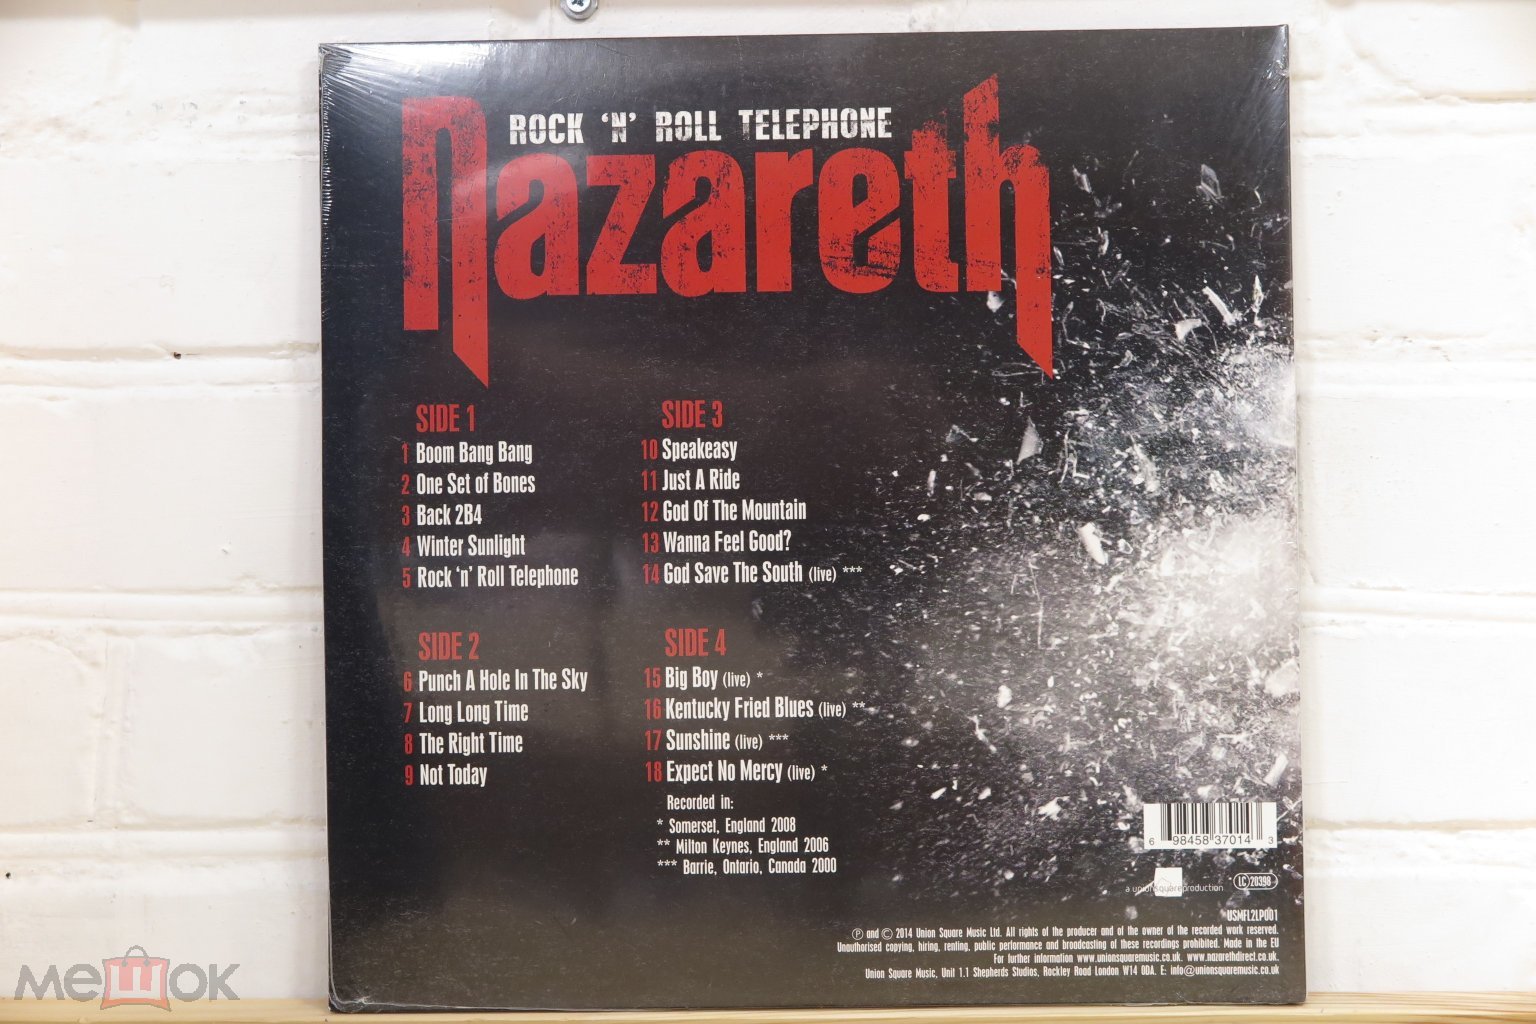 ROCK ‘N’ ROLL TELEPHONE
nazareth
SIDE 1
1 Boom Bang Bang
2 One Set of Bones
3 Back 2B4
4 Winter Sunlight
5 Rock ‘n’ Roll Telephone
SIDE 2
6 Punch A Hole In The Sky
7 Long Long Time
8 The Right Time
9 Not Today
SIDE 3
10 Speakeasy
11 Just A Ride
12 God Of The Mountain
13 Wanna Feel Good?
14 God Save The South (live) ***
SIDE 4
15 Big Boy (live) *
16 Kentucky Fried Blues (live) **
17 Sunshine (live) ***
18 Expect No Mercy (live) *
Recorded in:
* Somerset, England 2008
** Milton Keynes, England 2006
*** Barrie, Ontario, Canada 2000
6 98458 37014 3
a unionsquareproduction
LC 20398
USMFL2LP001
℗ and © 2014 Union Square Music Ltd. All rights of the producer and of the owner of the recorded work reserved.
Unauthorised copying, hiring, renting, public performance and broadcasting of these recordings prohibited. Made in the EU
For further information www.unionsquaremusic.co.uk. www.nazarethdirect.co.uk.
Union Square Music, Unit 1.1 Shepherds Studios, Rockley Road London W14 0DA. E: info@unionsquaremusic.co.uk
мешок